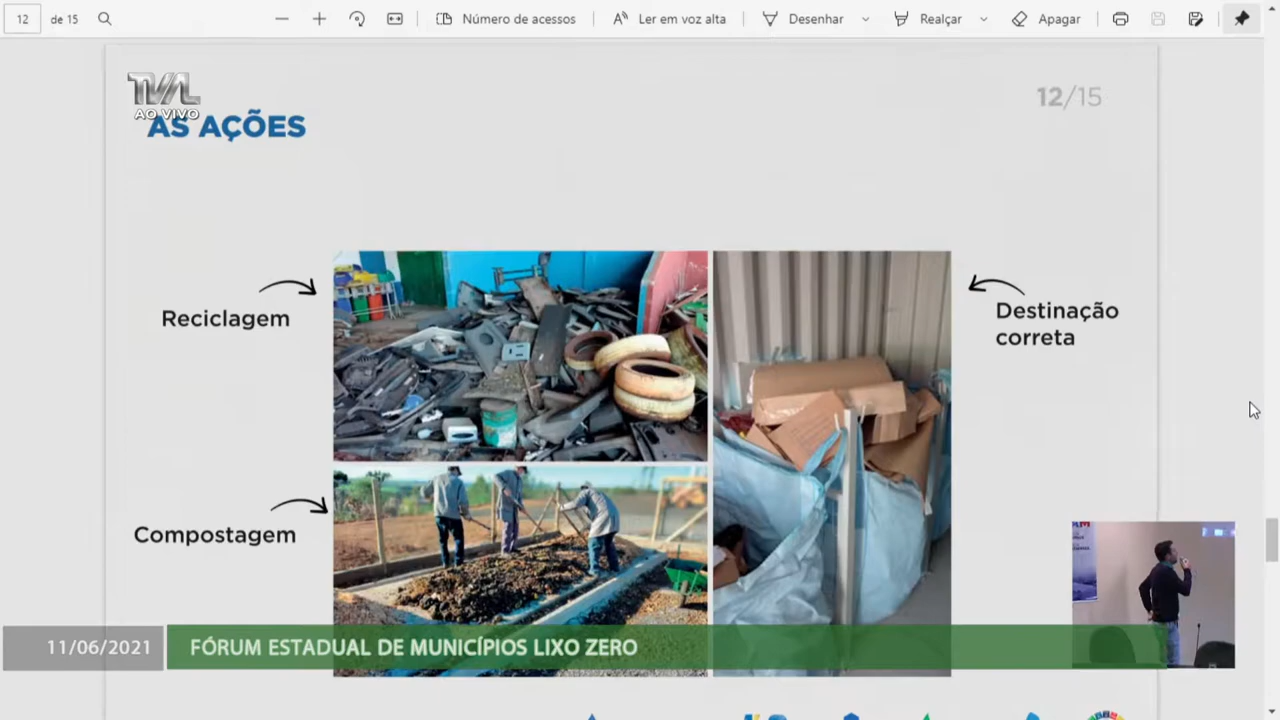 12 de 15 Número de acessos Ler em voz alta Desenhar Realçar Apagar
TVAL
AO VIVO
AS AÇÕES
12/15
Reciclagem
Destinação
correta
Compostagem
11/06/2021 FÓRUM ESTADUAL DE MUNICÍPIOS LIXO ZERO